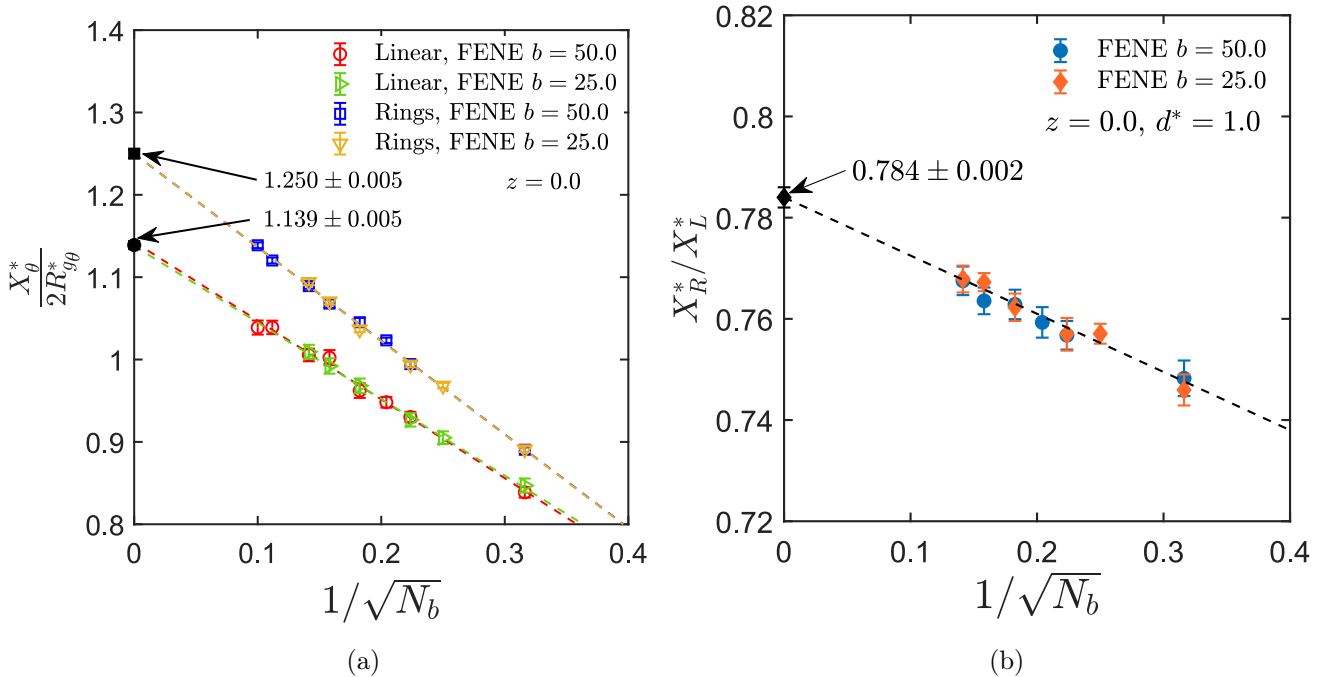 1.4
1.3
1.2
1.1
1
0.9
0.8
X*θ / 2R*gθ
Linear, FENE b = 50.0
Linear, FENE b = 25.0
Rings, FENE b = 50.0
Rings, FENE b = 25.0
1.250 ± 0.005
z = 0.0
1.139 ± 0.005
0 0.1 0.2 0.3 0.4
1/√N_b
(a)
0.82
0.8
0.78
0.76
0.74
0.72
X*_R/X*_L
FENE b = 50.0
FENE b = 25.0
z = 0.0, d* = 1.0
0.784 ± 0.002
0 0.1 0.2 0.3 0.4
1/√N_b
(b)